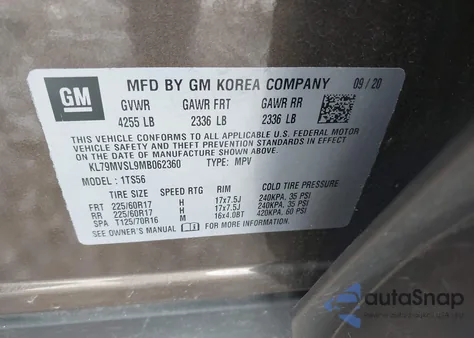 GM
MFD BY GM KOREA COMPANY 09/20
GVWR GAWR FRT GAWR RR
4255 LB 2336 LB 2336 LB
THIS VEHICLE CONFORMS TO ALL APPLICABLE U.S. FEDERAL MOTOR
VEHICLE SAFETY, BUMPER, AND THEFT PREVENTION STANDARDS IN EFFECT
ON THE DATE OF MANUFACTURE SHOWN ABOVE.
KL79MVSL9MB062360 TYPE: MPV
MODEL: 1TS56
SPEED RTG RIM COLD TIRE PRESSURE
FRT 225/60R17 H 17x7.5J 240KPA, 35 PSI
RR 225/60R17 H 17x7.5J 240KPA, 35 PSI
SPA T125/70R16 M 16x4.0BT 420KPA, 60 PSI
SEE OWNER'S MANUAL FOR MORE INFORMATION.
autoSnap